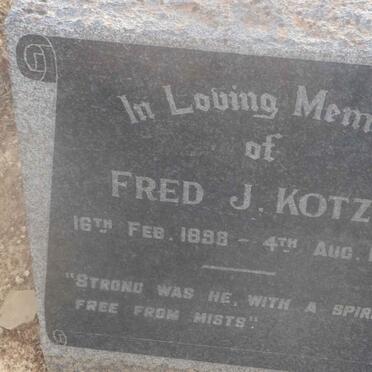 In Loving Mem
of
FRED J. KOTZ
16TH FEB. 1898 – 4TH AUG. 1
"STRONG WAS HE, WITH A SPIRI
FREE FROM MISTS".